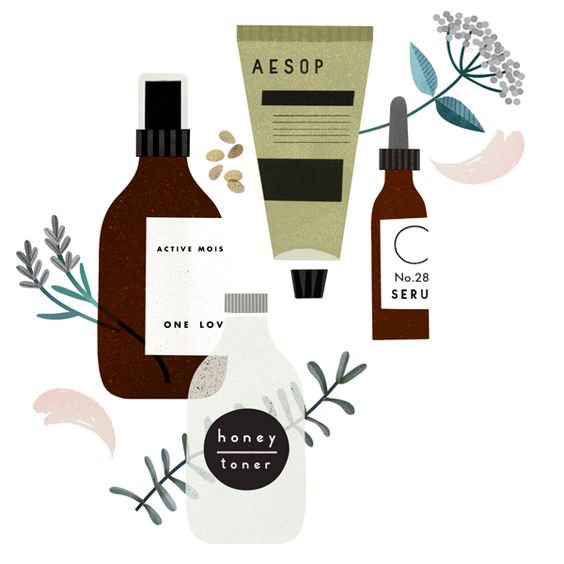 AESOP
ACTIVE MOIS
ONE LOV
C
No.28
SERU
honey
toner